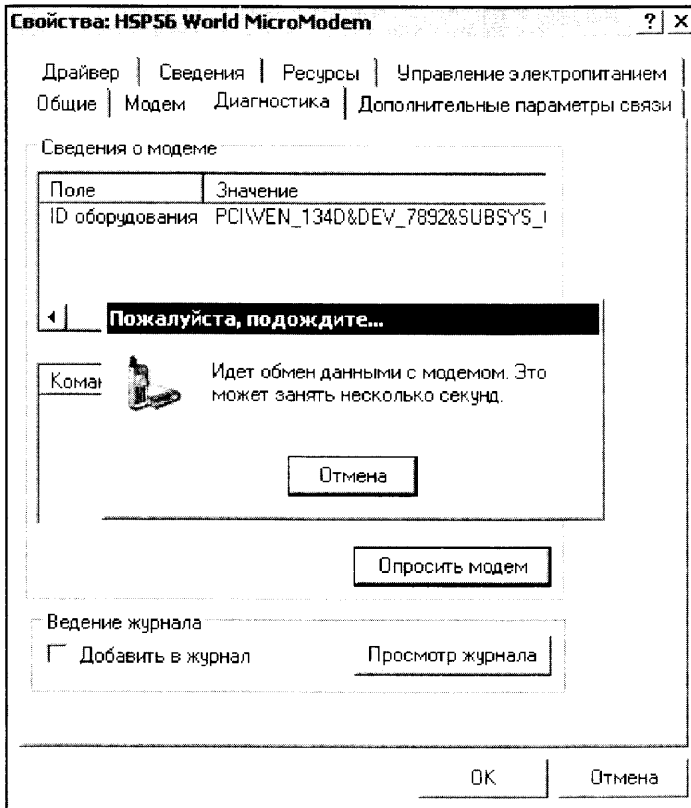 Свойства: HSP56 World MicroModem
Драйвер Сведения Ресурсы Управление электропитанием
Общие Модем Диагностика Дополнительные параметры связи
Сведения о модеме
Поле Значение
ID оборудования PCI\VEN_134D&DEV_7892&SUBSYS_
Пожалуйста, подождите...
Идет обмен данными с модемом. Это
может занять несколько секунд.
Коман
Отмена
Опросить модем
Ведение журнала
Добавить в журнал Просмотр журнала
OK Отмена